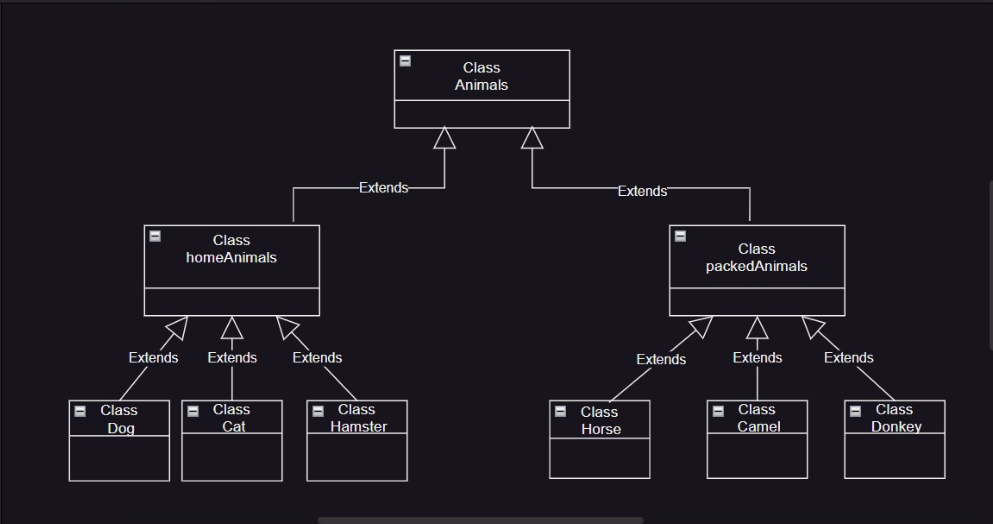 Class
Animals
Extends
Extends
Class
homeAnimals
Class
packedAnimals
Extends
Extends
Extends
Extends
Extends
Extends
Class
Dog
Class
Cat
Class
Hamster
Class
Horse
Class
Camel
Class
Donkey